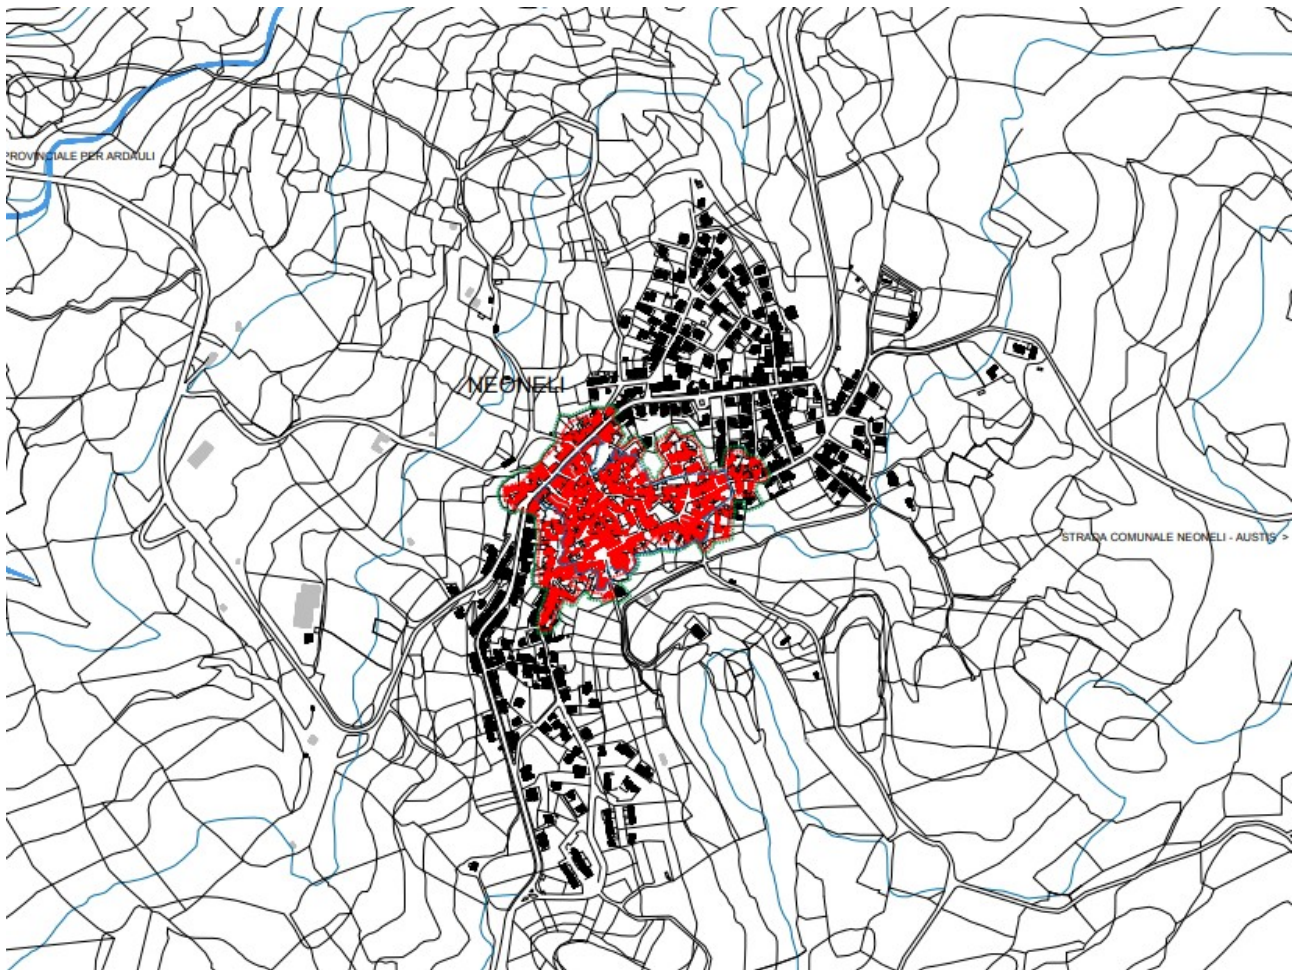 PROVINCIALE PER ARDAULI
NEONELI
STRADA COMUNALE NEONELI - AUSTIS >